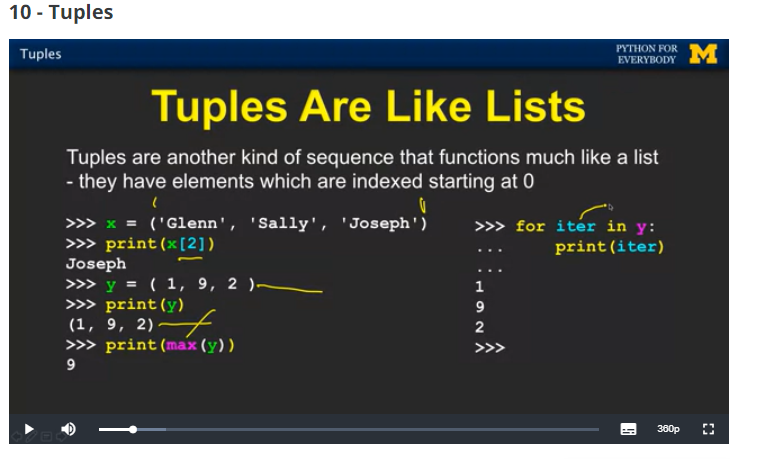 10 - Tuples
Tuples
PYTHON FOR
EVERYBODY
M
Tuples Are Like Lists
Tuples are another kind of sequence that functions much like a list
- they have elements which are indexed starting at 0
>>> x = ('Glenn', 'Sally', 'Joseph')
>>> print(x[2])
Joseph
>>> y = ( 1, 9, 2 )
>>> print(y)
(1, 9, 2)
>>> print(max(y))
9
>>> for iter in y:
...     print(iter)
...
1
9
2
>>>
360p